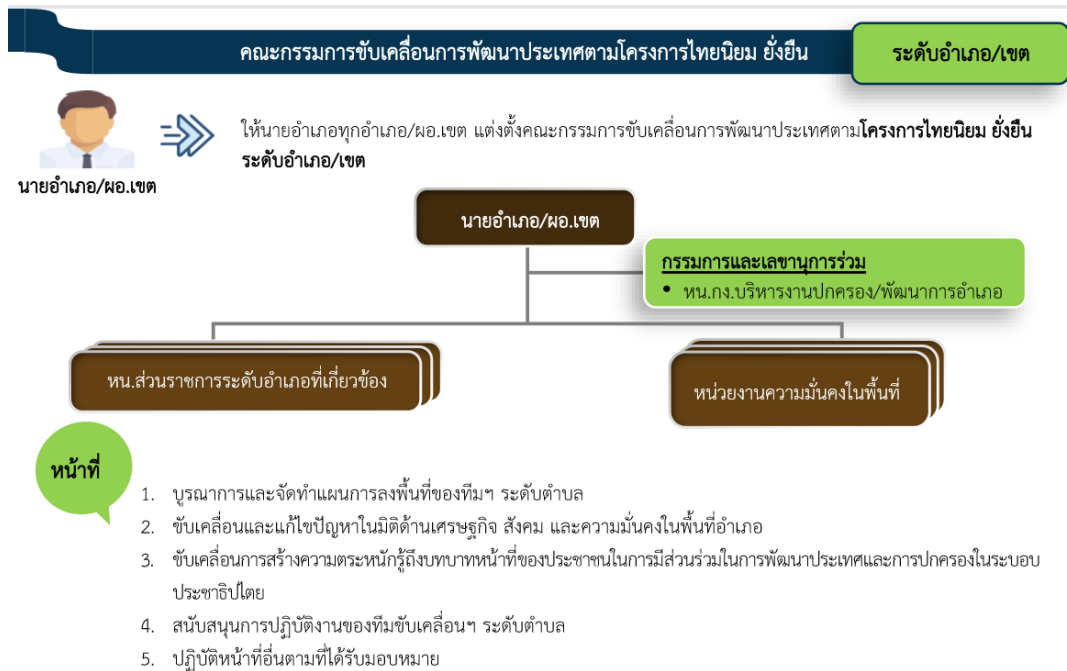 คณะกรรมการขับเคลื่อนการพัฒนาประเทศตามโครงการไทยนิยม ยั่งยืน
ระดับอำเภอ/เขต
ให้นายอำเภอทุกอำเภอ/ผอ.เขต แต่งตั้งคณะกรรมการขับเคลื่อนการพัฒนาประเทศตามโครงการไทยนิยม ยั่งยืน
ระดับอำเภอ/เขต
นายอำเภอ/ผอ.เขต
นายอำเภอ/ผอ.เขต
กรรมการและเลขานุการร่วม
• หน.กง.บริหารงานปกครอง/พัฒนาการอำเภอ
หน.ส่วนราชการระดับอำเภอที่เกี่ยวข้อง
หน่วยงานความมั่นคงในพื้นที่
หน้าที่
1. บูรณาการและจัดทำแผนการลงพื้นที่ของทีมฯ ระดับตำบล
2. ขับเคลื่อนและแก้ไขปัญหาในมิติด้านเศรษฐกิจ สังคม และความมั่นคงในพื้นที่อำเภอ
3. ขับเคลื่อนการสร้างความตระหนักรู้ถึงบทบาทหน้าที่ของประชาชนในการมีส่วนร่วมในการพัฒนาประเทศและการปกครองในระบอบ
ประชาธิปไตย
4. สนับสนุนการปฏิบัติงานของทีมขับเคลื่อนฯ ระดับตำบล
5. ปฏิบัติหน้าที่อื่นตามที่ได้รับมอบหมาย